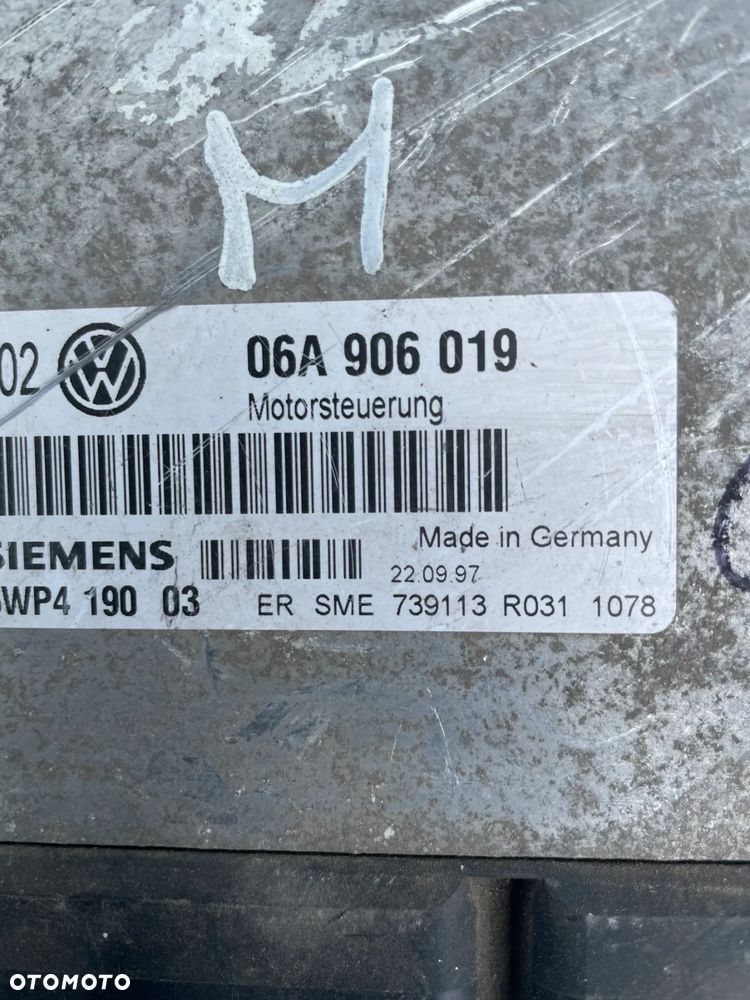 M
02 06A 906 019
Motorsteuerung
SIEMENS Made in Germany
22.09.97
5WP4 190 03 ER SME 739113 R031 1078
OTOMOTO